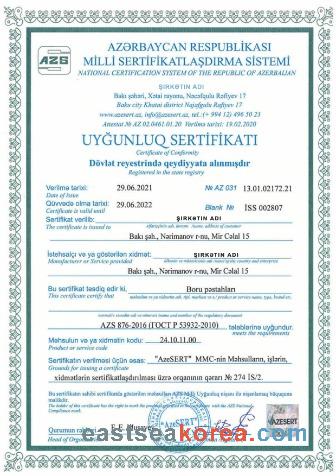 AZS
AZƏRBAYCAN RESPUBLİKASI
MİLLİ SERTİFİKATLAŞDIRMA SİSTEMİ
NATIONAL CERTIFICATION SYSTEM OF THE REPUBLIC OF AZERBAIJAN
ŞİRKƏTİN ADI
Bakı şəhəri, Xətai rayonu, Nəcəfqulu Rəfiyev 17
Baku city Khatai district Najafgulu Rafiyev 17
www.azesert.az, info@azesert.az, tel.: (+ 994 12) 496 50 23
Attestat № AZ 02.0461.01.20 Verilmə tarixi: 19.02.2020
UYĞUNLUQ SERTİFİKATI
Certificate of Conformity
Dövlət reyestrində qeydiyyata alınmışdır
Registered in the state registry
Verilmə tarixi: 29.06.2021 № AZ 031 13.01.02172.21
Date of Issue
Qüvvədə olma tarixi: 29.06.2022 Blank № İSS 002807
Certificate is valid until
Sertifikat verilib: ŞİRKƏTİN ADI
The certificate is issued to
Bakı şəh., Nərimanov r-nu, Mir Cəlal 15
İstehsalçı və ya göstərilən xidmət: ŞİRKƏTİN ADI
Manufacturer or Service provided
Bakı şəh., Nərimanov r-nu, Mir Cəlal 15
Bu sertifikat təsdiq edir ki, Boru postahları
This certificate certify that
AZS 876-2016 (ГОСТ Р 53932-2010) tələblərinə uyğundur.
meets the requirements
Məhsulun və ya xidmətin kodu: 24.10.11.00
Product or service code
Sertifikatın verilməsi üçün əsas: "AzeSERT" MMC-nin Məhsulların, işlərin,
Grounds for issuing a certificate
xidmətlərin sertifikatlaşdırılması üzrə orqanının qərarı № 274 İS/2.
AZESERT
Qurumun rəhbəri
Head of
eastseakorea.com